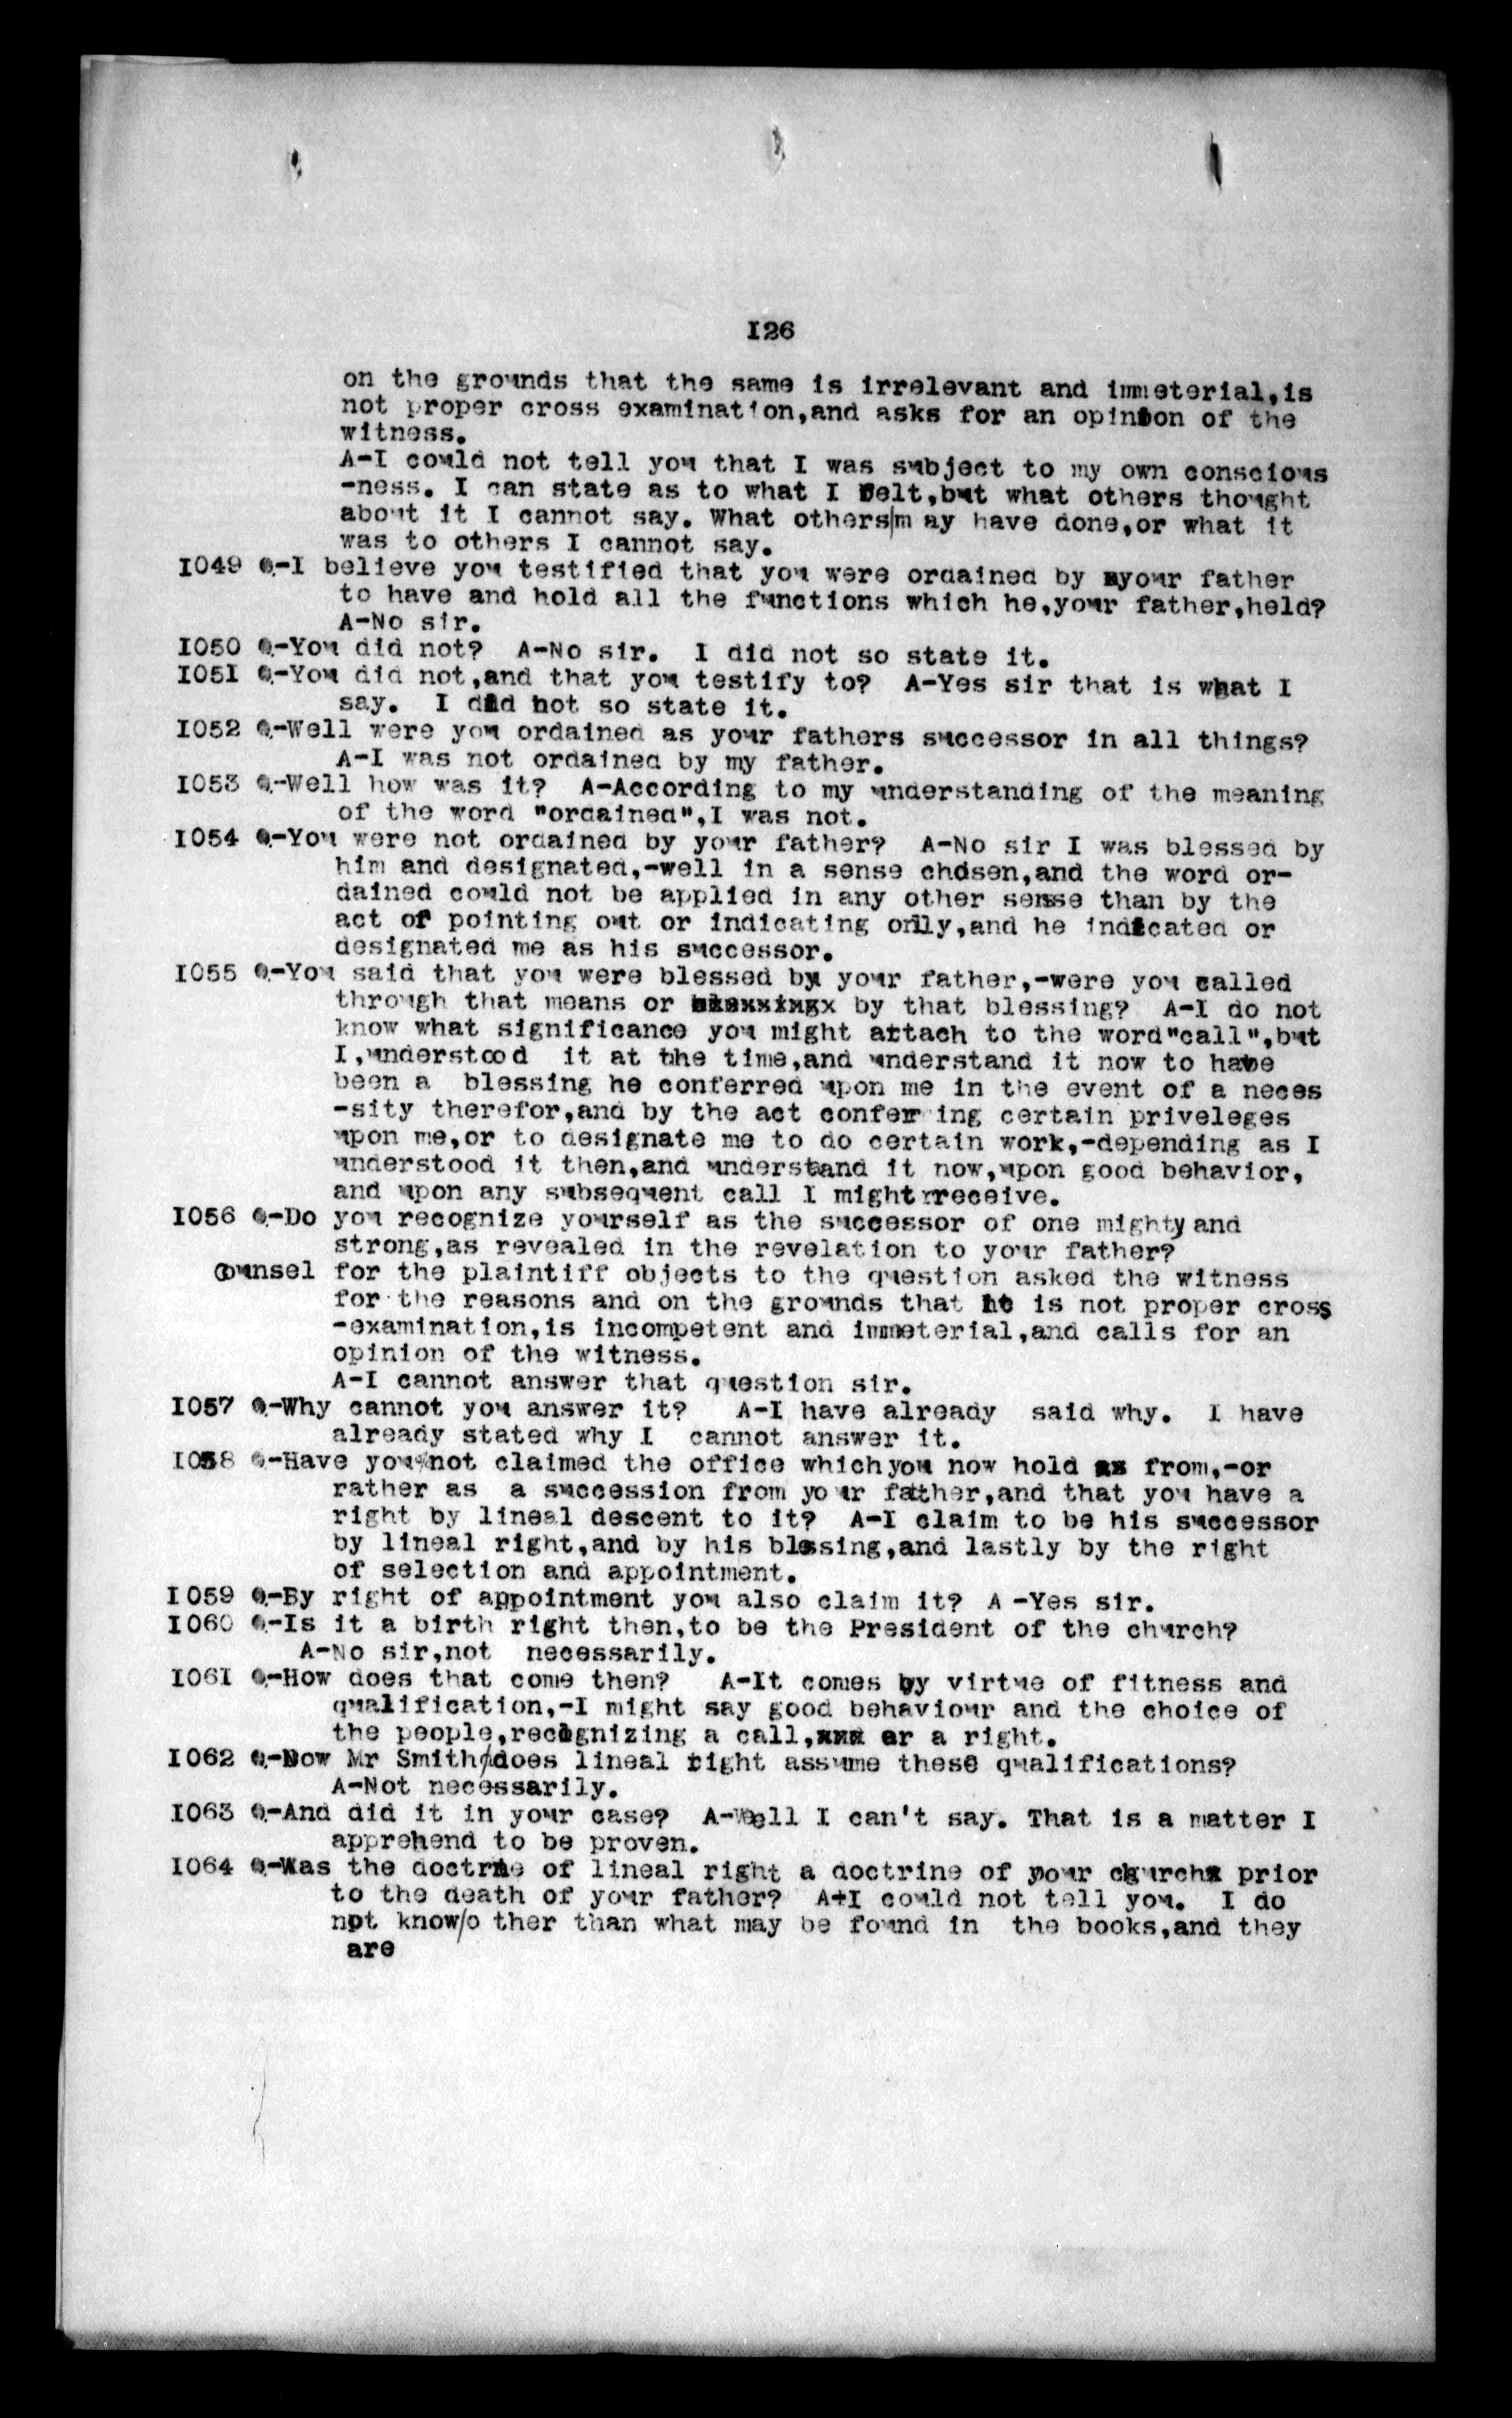 I26
on the grounds that the same is irrelevant and immeterial,is
not proper cross examination,and asks for an opinion of the
witness.
A-I could not tell you that I was subject to my own conscious
-ness. I can state as to what I felt,but what others thought
about it I cannot say. What others/m ay have done,or what it
was to others I cannot say.
I049 Q-I believe you testified that you were ordained by your father
to have and hold all the functions which he,your father,held?
A-No sir.
I050 Q-You did not? A-No sir. I did not so state it.
I051 Q-You did not,and that you testify to? A-Yes sir that is what I
say. I did not so state it.
I052 Q-Well were you ordained as your fathers successor in all things?
A-I was not ordained by my father.
I053 Q-Well how was it? A-According to my understanding of the meaning
of the word "ordained",I was not.
I054 Q-You were not ordained by your father? A-No sir I was blessed by
him and designated,-well in a sense chosen,and the word or-
dained could not be applied in any other sense than by the
act of pointing out or indicating only,and he indicated or
designated me as his successor.
I055 Q-You said that you were blessed by your father,-were you called
through that means or by that blessing? A-I do not
know what significance you might attach to the word"call",but
I,understood it at the time,and understand it now to have
been a blessing he conferred upon me in the event of a neces
-sity therefor,and by the act conferring certain priveleges
upon me,or to designate me to do certain work,-depending as I
understood it then,and understand it now,upon good behavior,
and upon any subsequent call I might receive.
I056 Q-Do you recognize yourself as the successor of one mighty and
strong,as revealed in the revelation to your father?
Counsel for the plaintiff objects to the question asked the witness
for the reasons and on the grounds that it is not proper cross
-examination,is incompetent and immeterial,and calls for an
opinion of the witness.
A-I cannot answer that question sir.
I057 Q-Why cannot you answer it? A-I have already said why. I have
already stated why I cannot answer it.
I058 Q-Have you not claimed the office which you now hold as from,-or
rather as a succession from your father,and that you have a
right by lineal descent to it? A-I claim to be his successor
by lineal right,and by his blessing,and lastly by the right
of selection and appointment.
I 059 Q-By right of appointment you also claim it? A -Yes sir.
I060 Q-Is it a birth right then,to be the President of the church?
A-No sir,not necessarily.
I061 Q-How does that come then? A-It comes by virtue of fitness and
qualification,-I might say good behaviour and the choice of
the people,recognizing a call,xxx or a right.
I062 Q-Now Mr Smith/does lineal right assume these qualifications?
A-Not necessarily.
I063 Q-And did it in your case? A-Well I can't say. That is a matter I
apprehend to be proven.
I064 Q-Was the doctrine of lineal right a doctrine of your church prior
to the death of your father? A-I could not tell you. I do
not know/o ther than what may be found in the books,and they
are